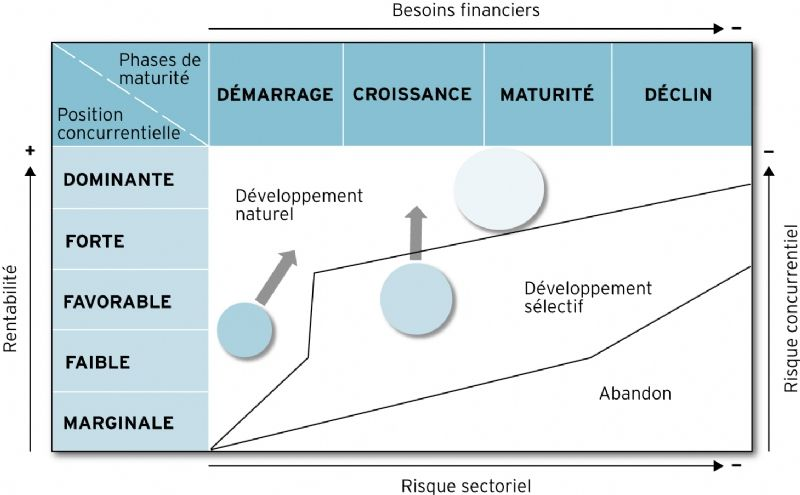 Besoins financiers
–
Phases de
maturité
Position
concurrentielle
DÉMARRAGE
CROISSANCE
MATURITÉ
DÉCLIN
+
–
DOMINANTE
FORTE
FAVORABLE
FAIBLE
MARGINALE
Développement
naturel
Développement
sélectif
Abandon
Rentabilité
Risque concurrentiel
–
Risque sectoriel